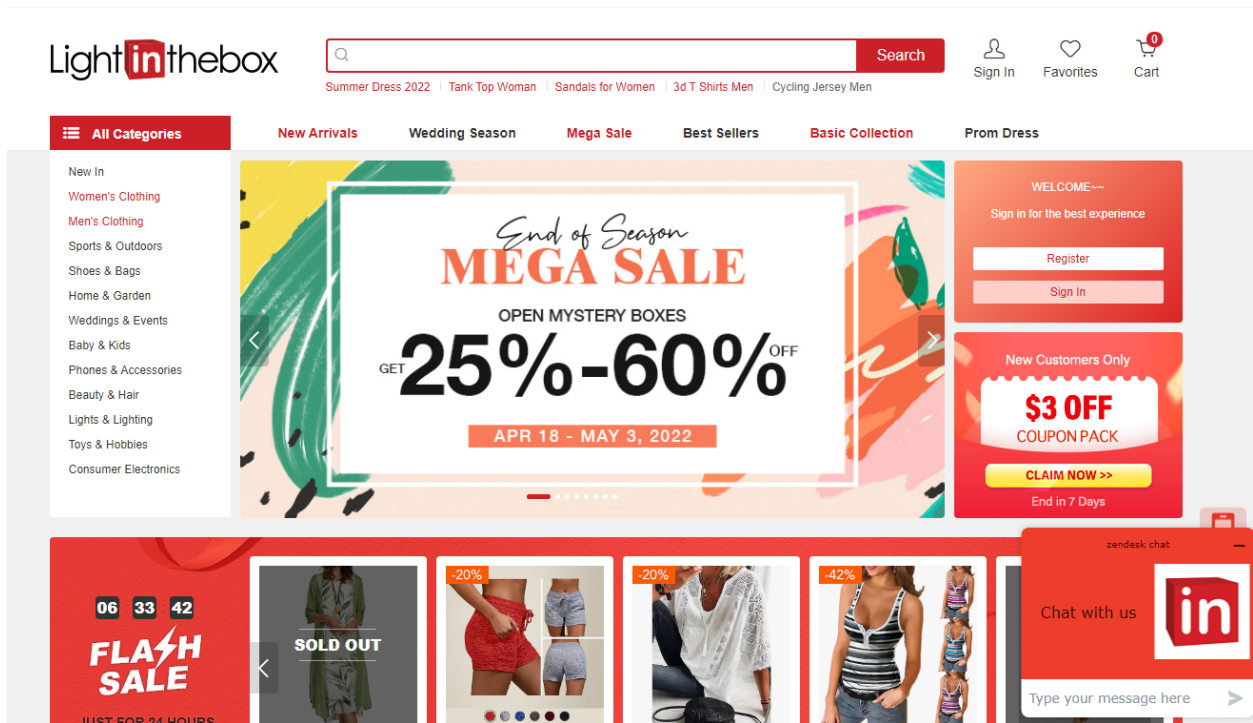 Lightinthebox
Search
Sign In
Favorites
0
Cart
Summer Dress 2022
Tank Top Woman
Sandals for Women
3d T Shirts Men
Cycling Jersey Men
All Categories
New Arrivals
Wedding Season
Mega Sale
Best Sellers
Basic Collection
Prom Dress
New In
Women's Clothing
Men's Clothing
Sports & Outdoors
Shoes & Bags
Home & Garden
Weddings & Events
Baby & Kids
Phones & Accessories
Beauty & Hair
Lights & Lighting
Toys & Hobbies
Consumer Electronics
End of Season
MEGA SALE
OPEN MYSTERY BOXES
GET 25%-60% OFF
APR 18 - MAY 3, 2022
WELCOME~~
Sign in for the best experience
Register
Sign In
New Customers Only
$3 OFF
COUPON PACK
CLAIM NOW >>
End in 7 Days
06 33 42
FLASH
SALE
JUST FOR 24 HOURS
SOLD OUT
-20%
-20%
-42%
zendesk chat
Chat with us
in
Type your message here